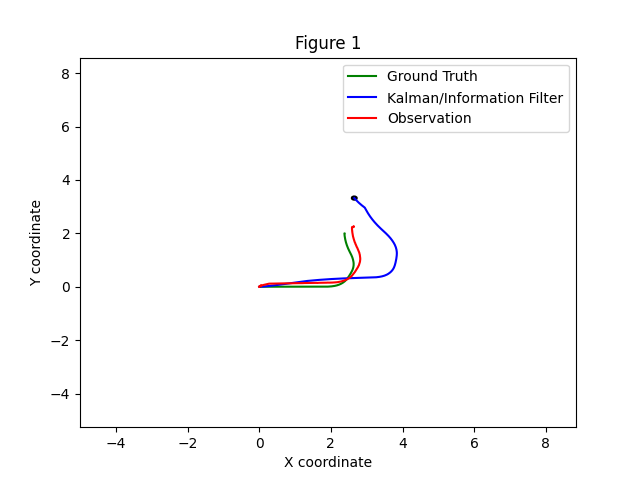 Figure 1
Ground Truth
Kalman/Information Filter
Observation
Y coordinate
8
6
4
2
0
−2
−4
−4 −2 0 2 4 6 8
X coordinate